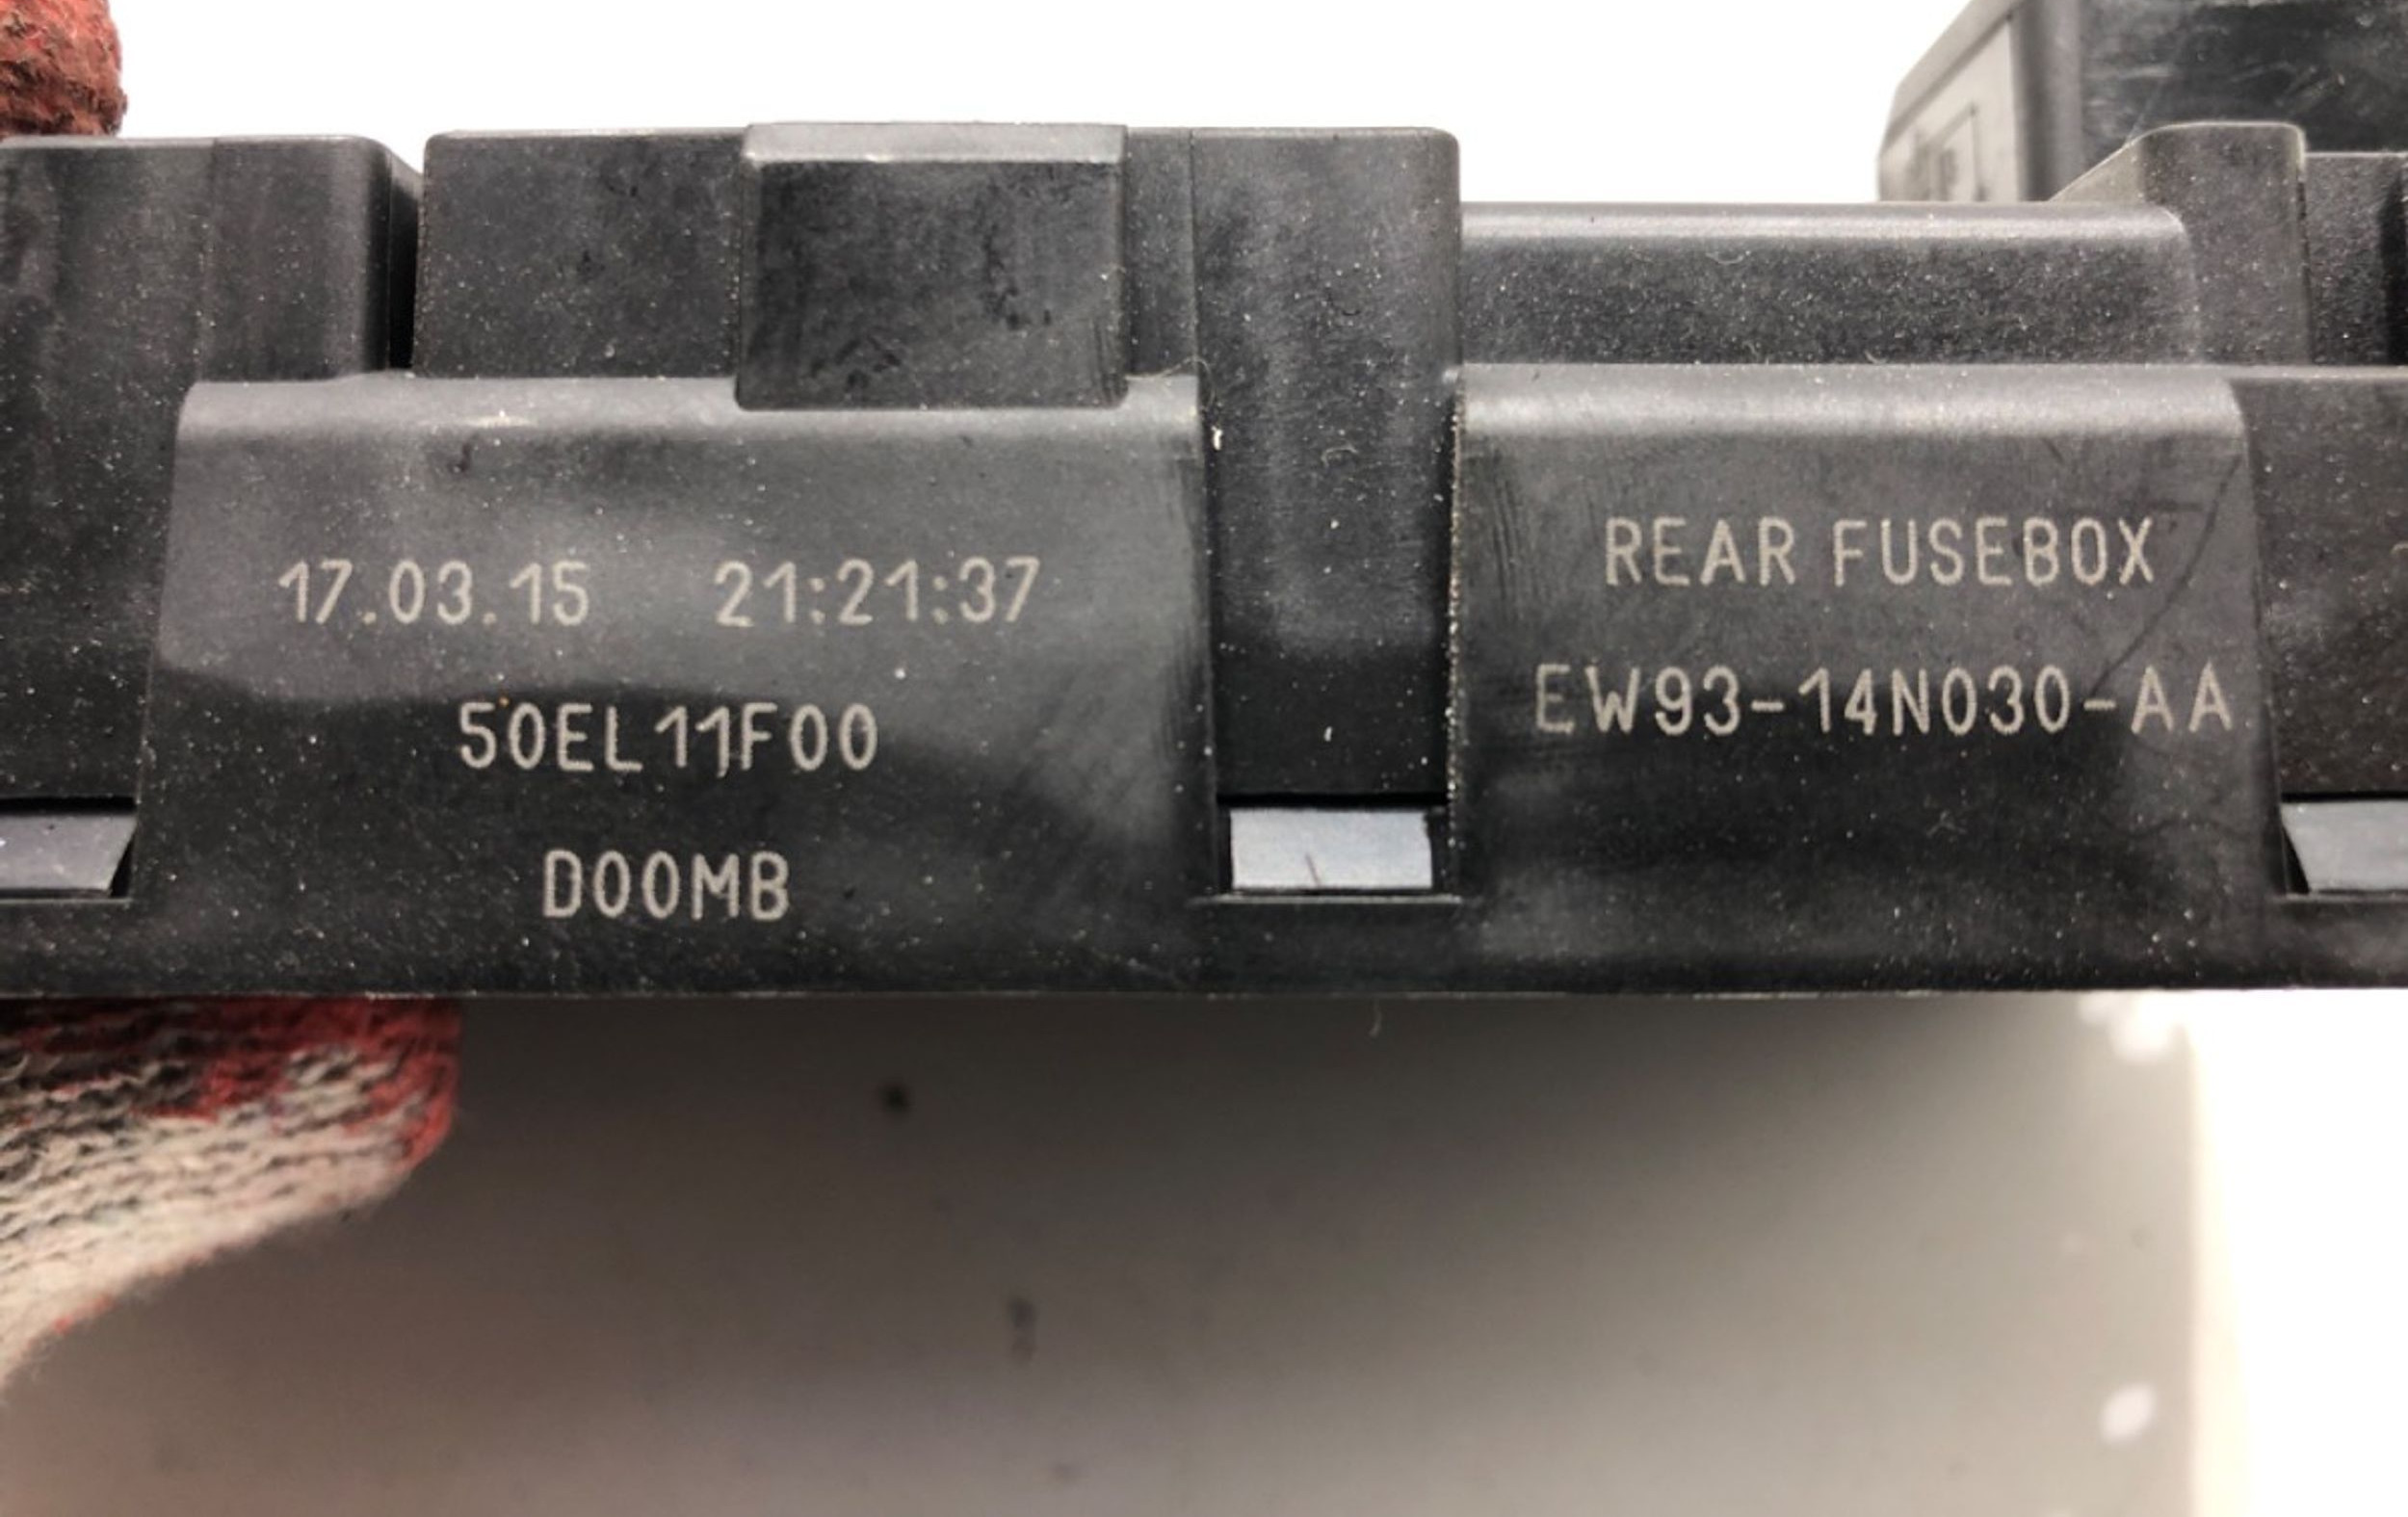 17.03.15 21:21:37
50EL11F00
D00MB
REAR FUSEBOX
EW93-14N030-AA